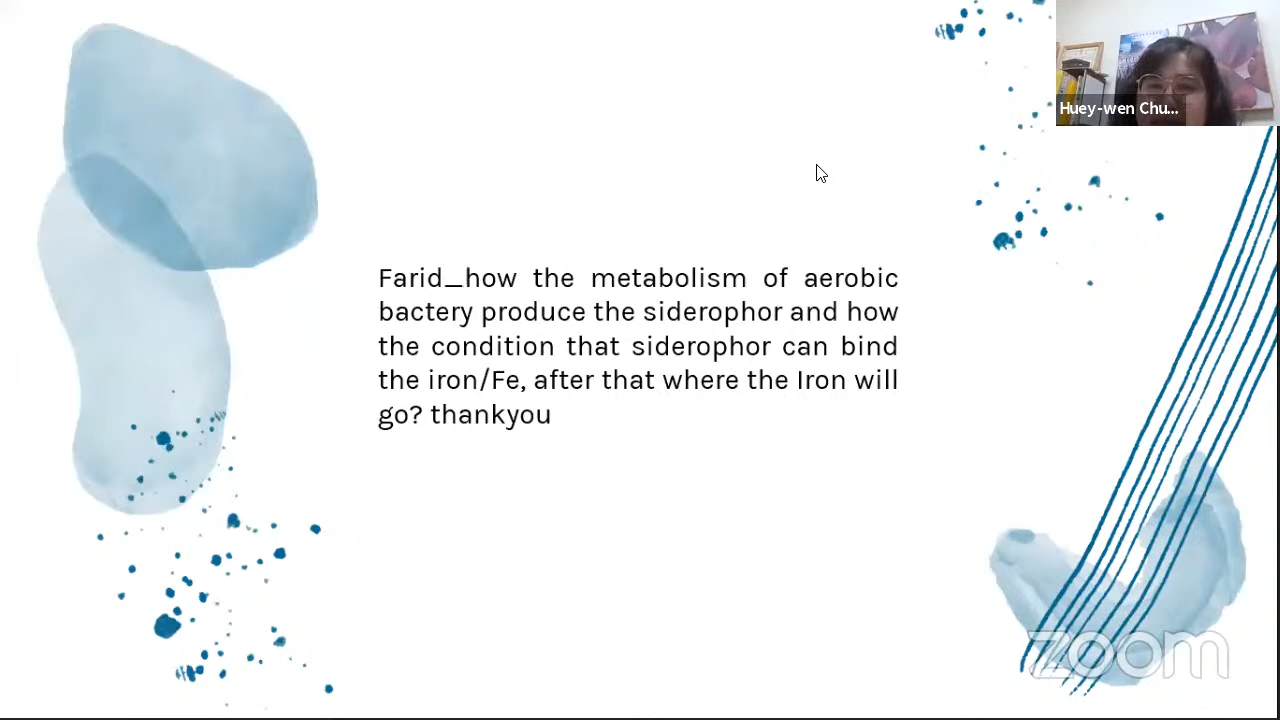 Huey-wen Chu...
Farid_how the metabolism of aerobic
bactery produce the siderophor and how
the condition that siderophor can bind
the iron/Fe, after that where the Iron will
go? thankyou
zoom